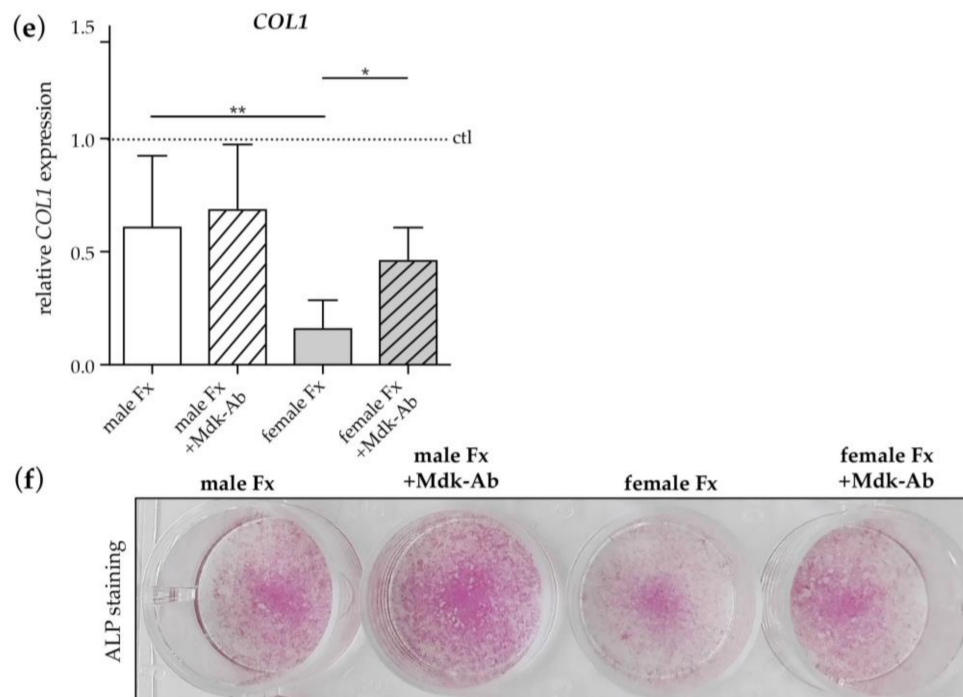 (e)
COL1
1.5
1.0
0.5
0.0
relative COL1 expression
**
*
ctl
male Fx
male Fx
+Mdk-Ab
female Fx
female Fx
+Mdk-Ab
(f)
male Fx
male Fx
+Mdk-Ab
female Fx
female Fx
+Mdk-Ab
ALP staining